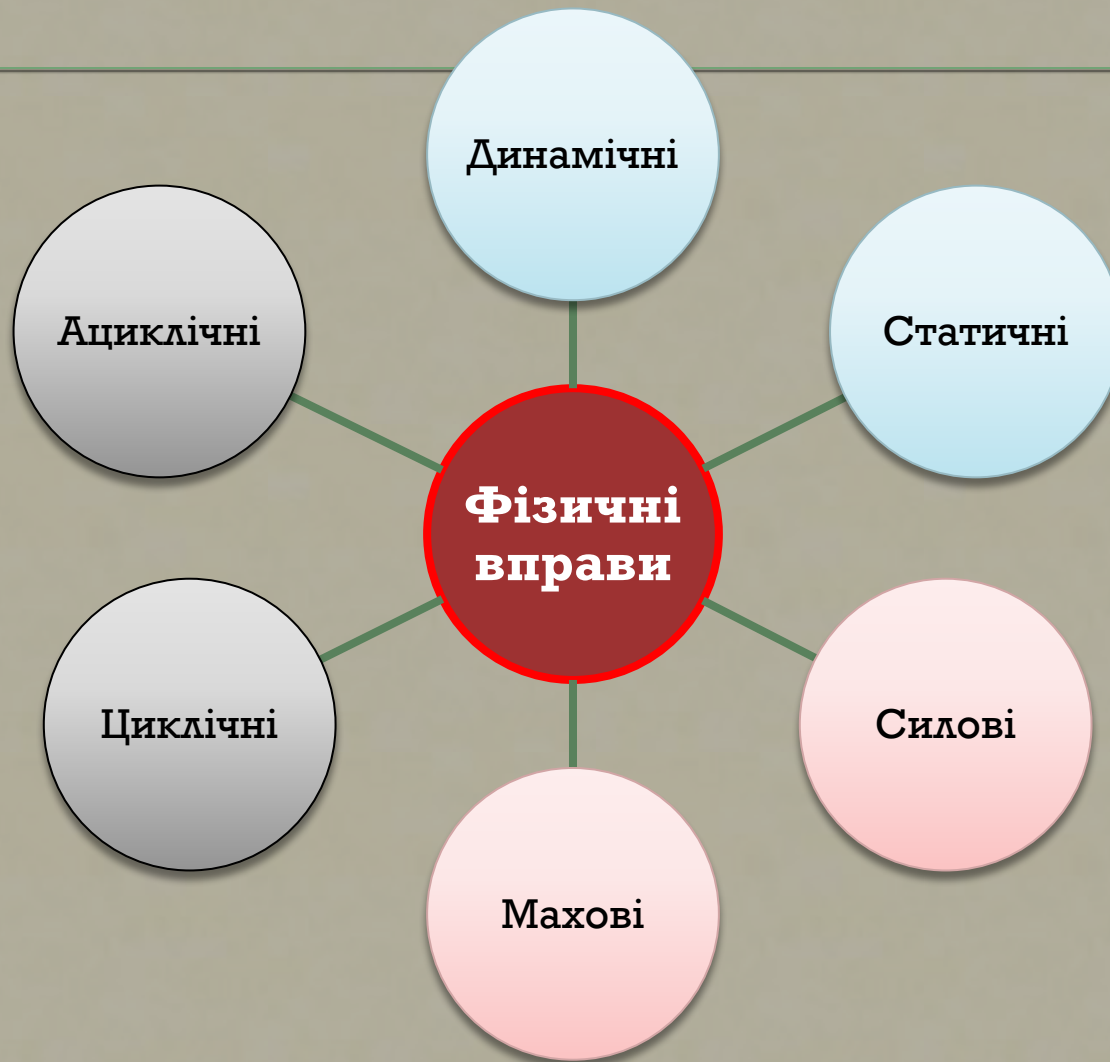 Динамічні
Статичні
Ациклічні
Фізичні
вправи
Циклічні
Силові
Махові